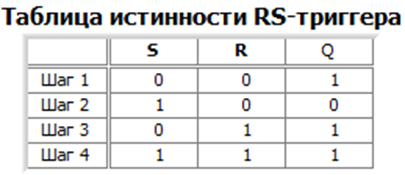 Таблица истинности RS-триггера
S R Q
Шаг 1 0 0 1
Шаг 2 1 0 0
Шаг 3 0 1 1
Шаг 4 1 1 1